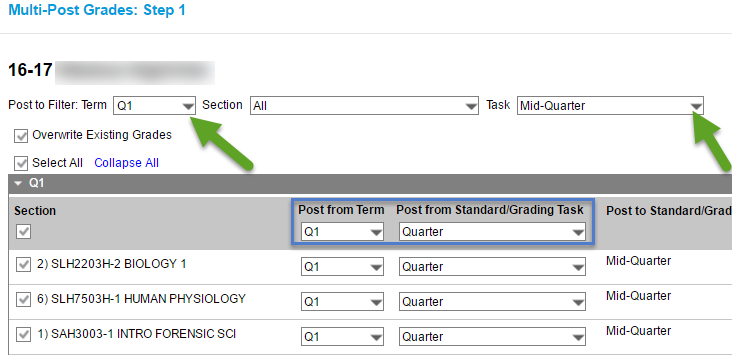 Multi-Post Grades: Step 1
16-17
Post to Filter: Term Q1 Section All Task Mid-Quarter
Overwrite Existing Grades
Select All Collapse All
Q1
Section Post from Term Post from Standard/Grading Task Post to Standard/Grad
Q1 Quarter
2) SLH2203H-2 BIOLOGY 1 Q1 Quarter Mid-Quarter
6) SLH7503H-1 HUMAN PHYSIOLOGY Q1 Quarter Mid-Quarter
1) SAH3003-1 INTRO FORENSIC SCI Q1 Quarter Mid-Quarter